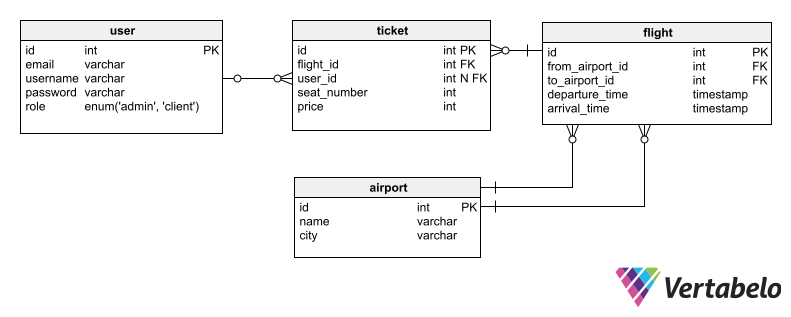 user
id int PK
email varchar
username varchar
password varchar
role enum('admin', 'client')
ticket
id int PK
flight_id int FK
user_id int N FK
seat_number int
price int
flight
id int PK
from_airport_id int FK
to_airport_id int FK
departure_time timestamp
arrival_time timestamp
airport
id int PK
name varchar
city varchar
Vertabelo